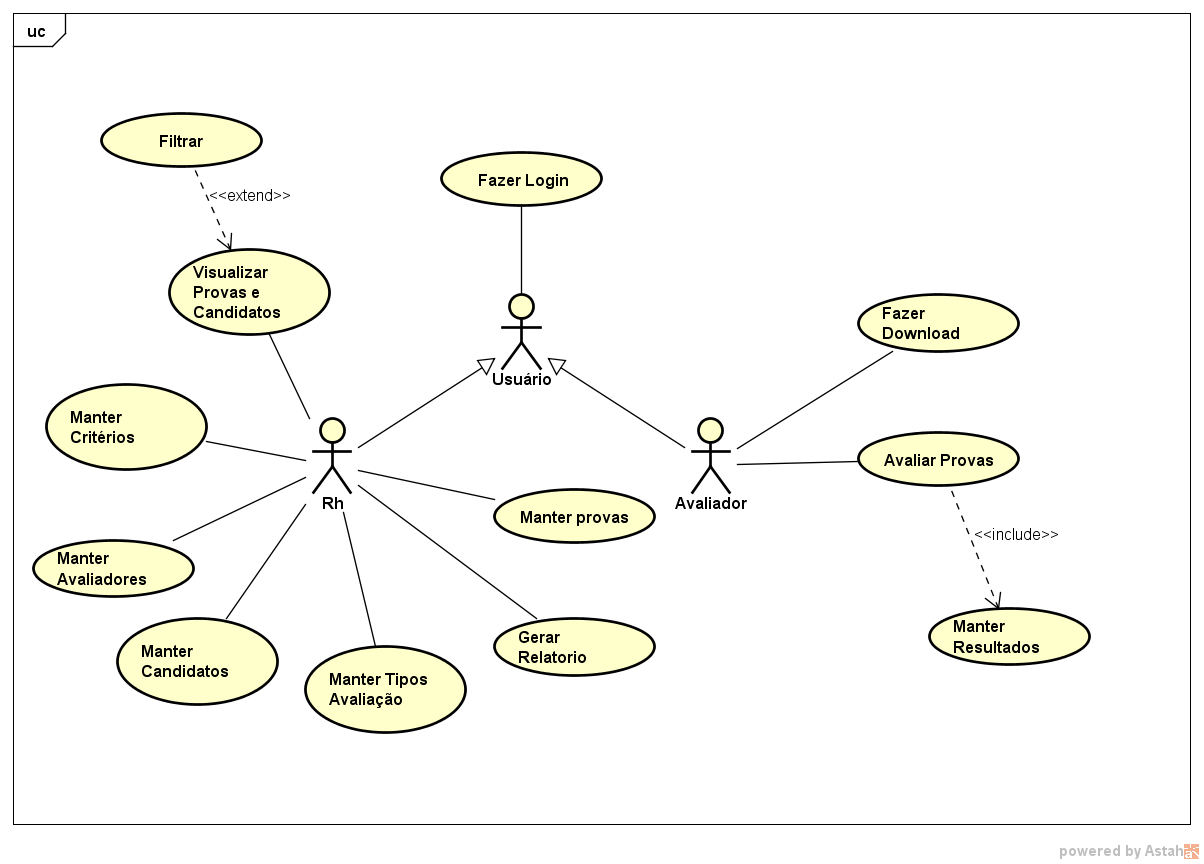 uc
Filtrar
<<extend>>
Fazer Login
Visualizar
Provas e
Candidatos
Usuário
Fazer
Download
Manter
Critérios
Rh
Avaliador
Avaliar Provas
Manter provas
<<include>>
Manter
Avaliadores
Manter
Candidatos
Manter Tipos
Avaliação
Gerar
Relatorio
Manter
Resultados
powered by Astah